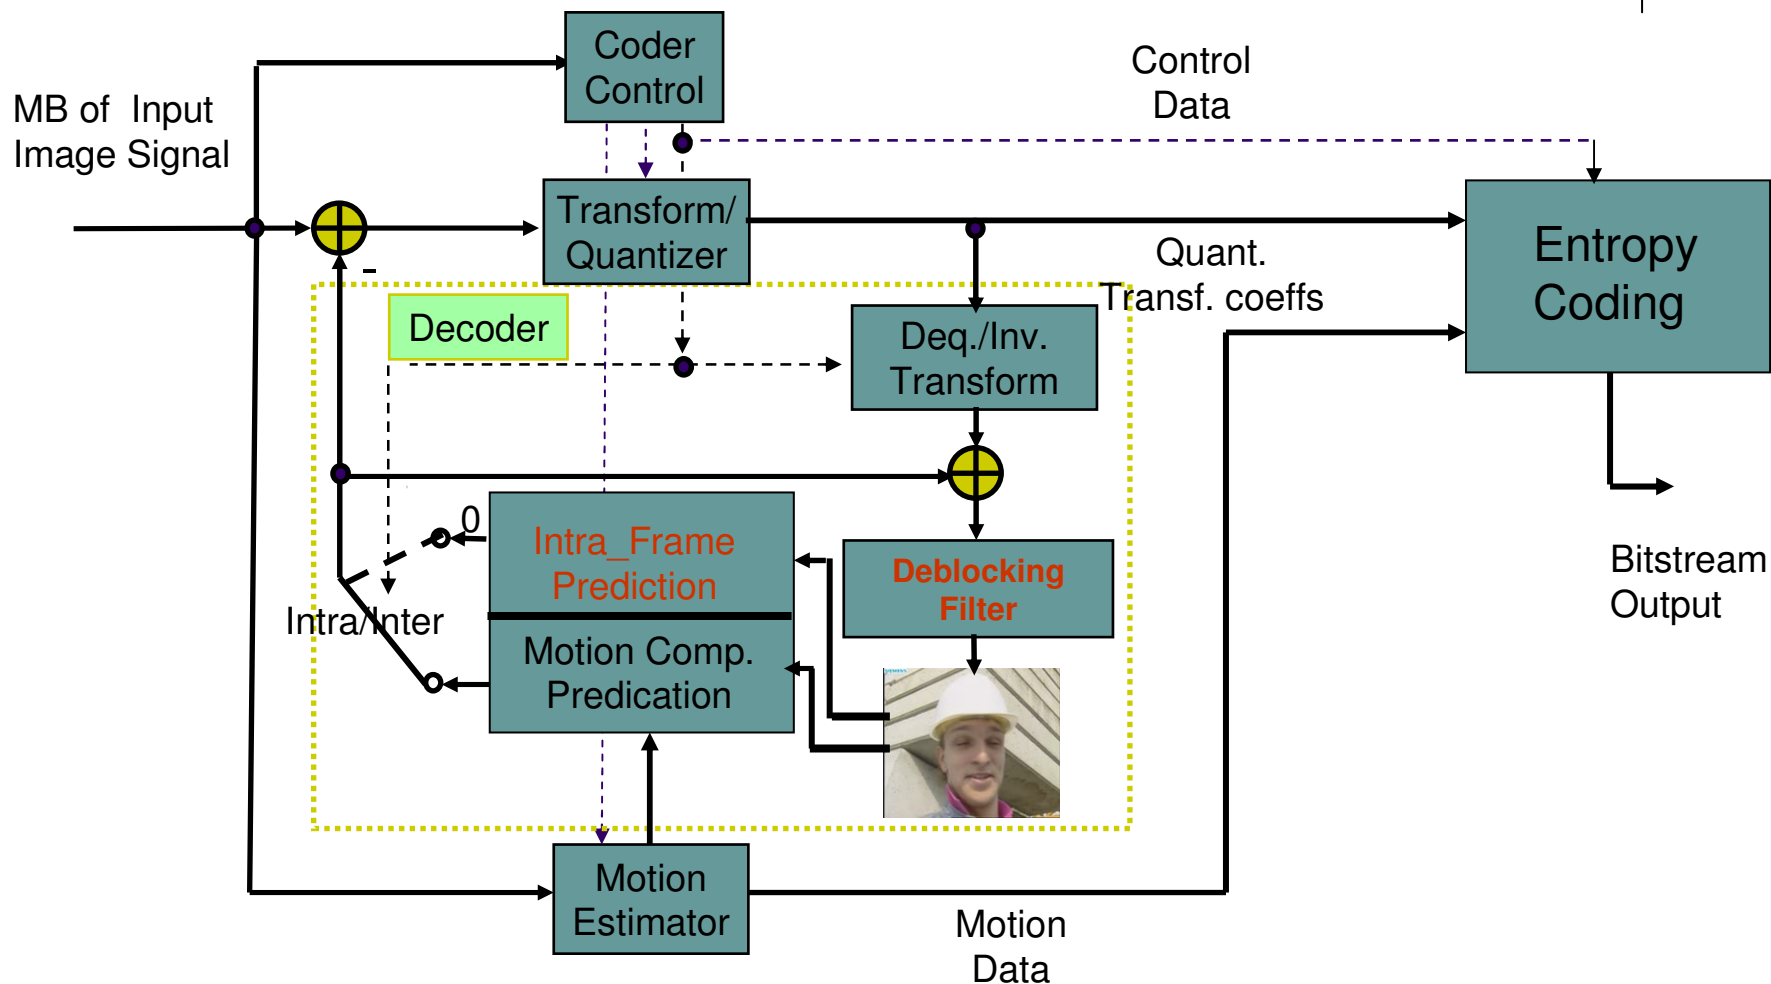 Coder
Control
Control
Data
MB of  Input
Image Signal
Transform/
Quantizer
Entropy
Coding
-
Quant.
Transf. coeffs
Decoder
Deq./Inv.
Transform
0
Intra_Frame
Prediction
Deblocking
Filter
Bitstream
Output
Intra/Inter
Motion Comp.
Predication
SIEMENS
Motion
Estimator
Motion
Data